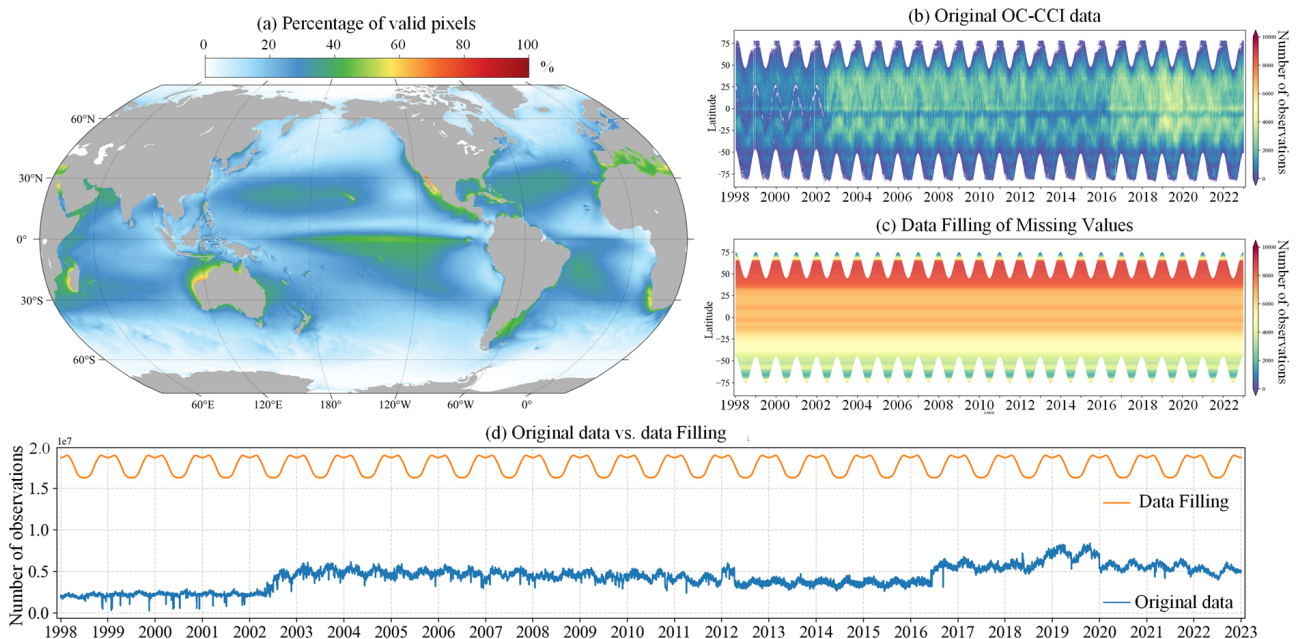 (a) Percentage of valid pixels
0 20 40 60 80 100
%
60°N
30°N
0°
30°S
60°S
60°E 120°E 180° 120°W 60°W 0°
(b) Original OC-CCI data
Latitude
75
50
25
0
−25
−50
−75
1998 2000 2002 2004 2006 2008 2010 2012 2014 2016 2018 2020 2022
10000
8000
6000
4000
2000
0
Number of observations
(c) Data Filling of Missing Values
Latitude
75
50
25
0
−25
−50
−75
1998 2000 2002 2004 2006 2008 2010 2012 2014 2016 2018 2020 2022
10000
8000
6000
4000
2000
0
Number of observations
(d) Original data vs. data Filling
1e7
Number of observations
2.0
1.5
1.0
0.5
0.0
Data Filling
Original data
1998 1999 2000 2001 2002 2003 2004 2005 2006 2007 2008 2009 2010 2011 2012 2013 2014 2015 2016 2017 2018 2019 2020 2021 2022 2023